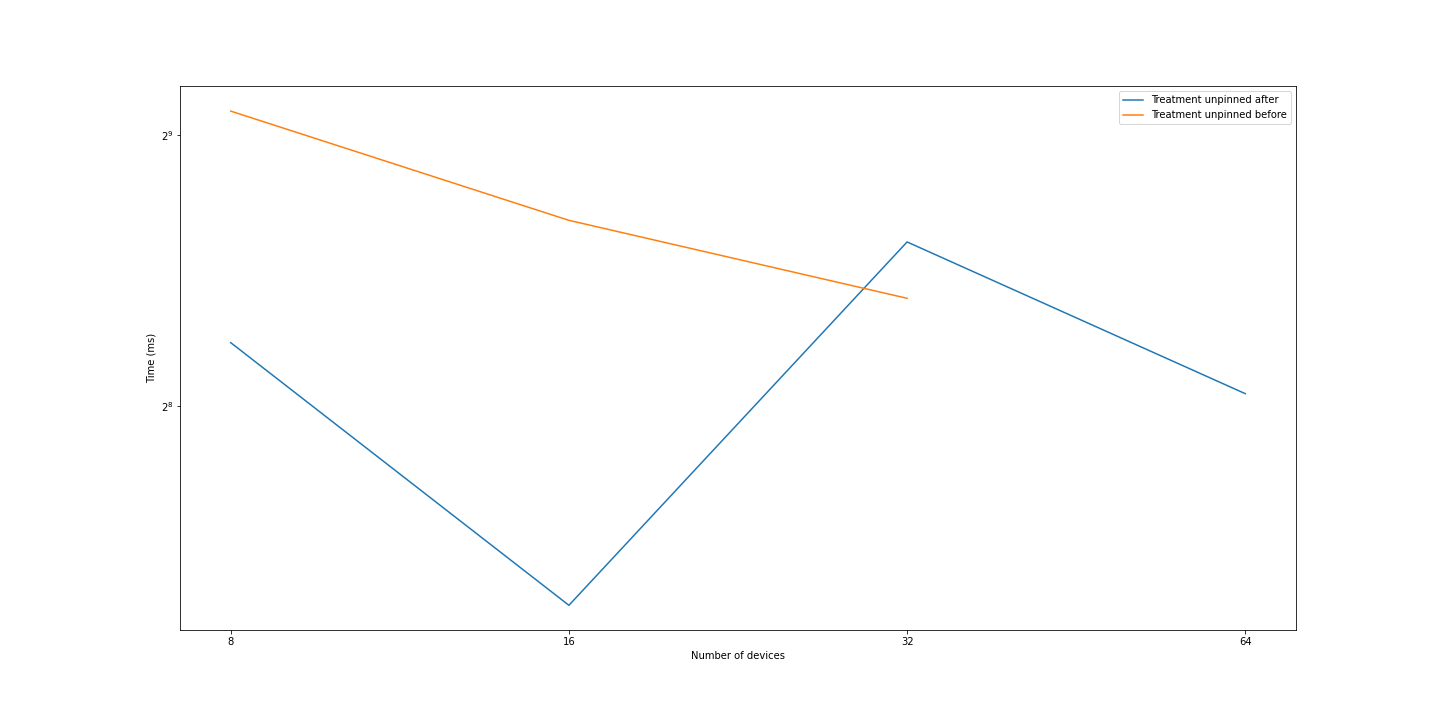 Treatment unpinned after
Treatment unpinned before
2⁹
2⁸
Time (ms)
8 16 32 64
Number of devices